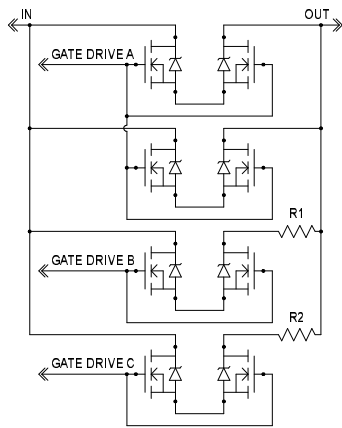 IN OUT
GATE DRIVE A
R1
GATE DRIVE B
R2
GATE DRIVE C